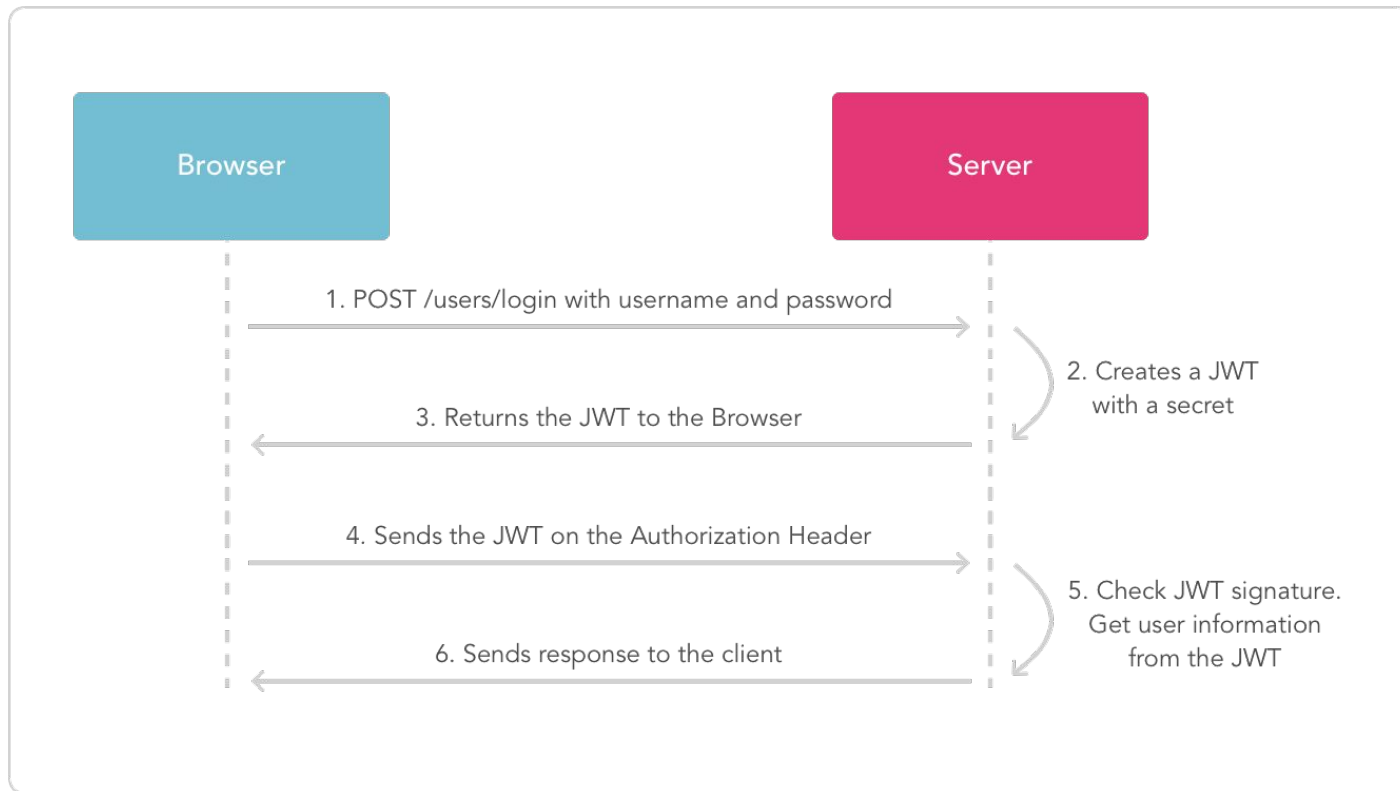 Browser
Server
1. POST /users/login with username and password
2. Creates a JWT
with a secret
3. Returns the JWT to the Browser
4. Sends the JWT on the Authorization Header
5. Check JWT signature.
Get user information
from the JWT
6. Sends response to the client